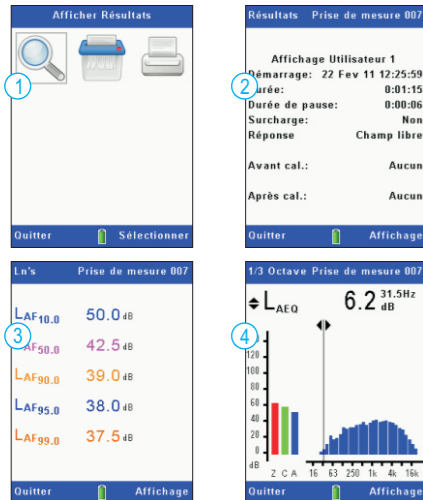 Afficher Résultats
1
Quitter Sélectionner
Résultats Prise de mesure 007
Affichage Utilisateur 1
Démarrage: 22 Fev 11 12:25:59
2
Durée: 0:01:15
Durée de pause: 0:00:06
Surcharge: Non
Réponse Champ libre
Avant cal.: Aucun
Après cal.: Aucun
Quitter Affichage
Ln's Prise de mesure 007
LAF10.0 50.0 dB
3
LAF50.0 42.5 dB
LAF90.0 39.0 dB
LAF95.0 38.0 dB
LAF99.0 37.5 dB
Quitter Affichage
1/3 Octave Prise de mesure 007
LAEQ 6.2 31.5Hz dB
4
120
100
80
60
40
20
0
dB
Z C A 16 63 250 1k 4k 16k
Quitter Affichage